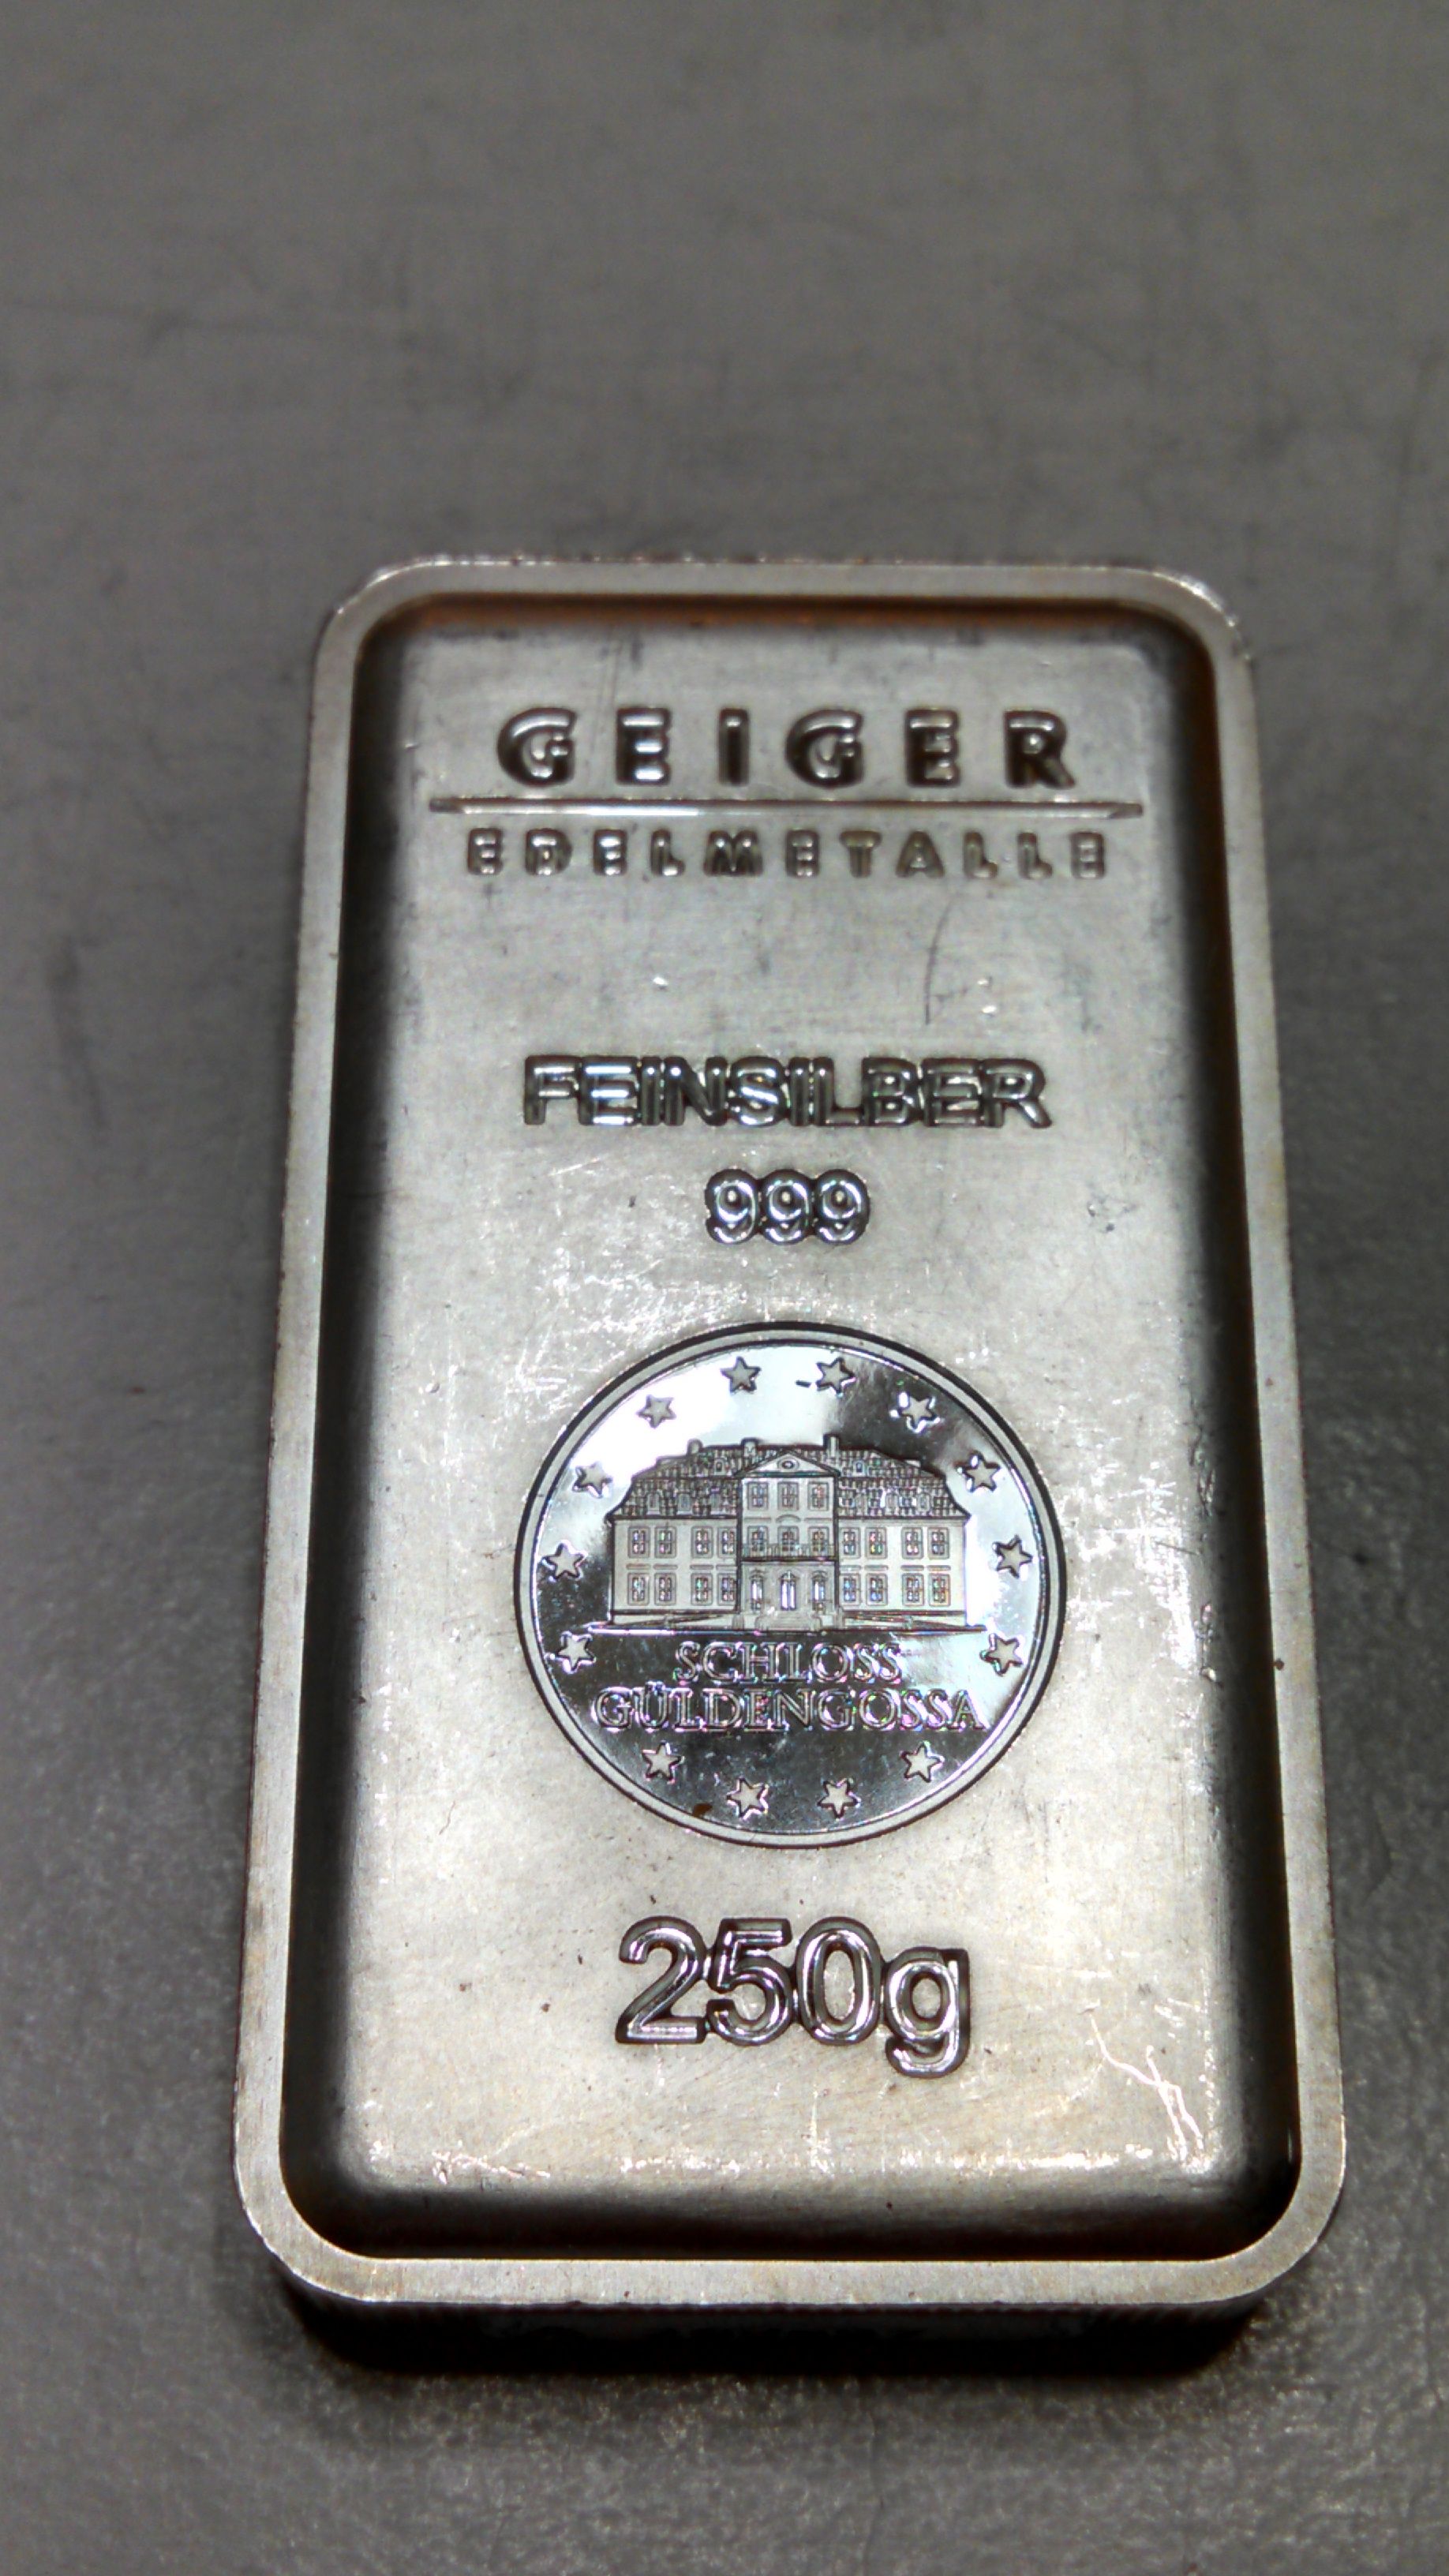 GEIGER
EDELMETALLE
FEINSILBER
999
SCHLOSS
GÜLDENGOSSA
250g